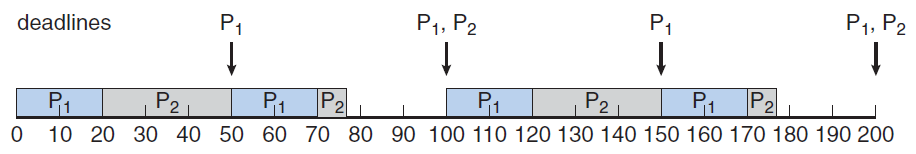 deadlines P₁ P₁, P₂ P₁ P₁, P₂
P₁ P₂ P₁ P₂ P₁ P₂ P₁ P₂
0 10 20 30 40 50 60 70 80 90 100 110 120 130 140 150 160 170 180 190 200